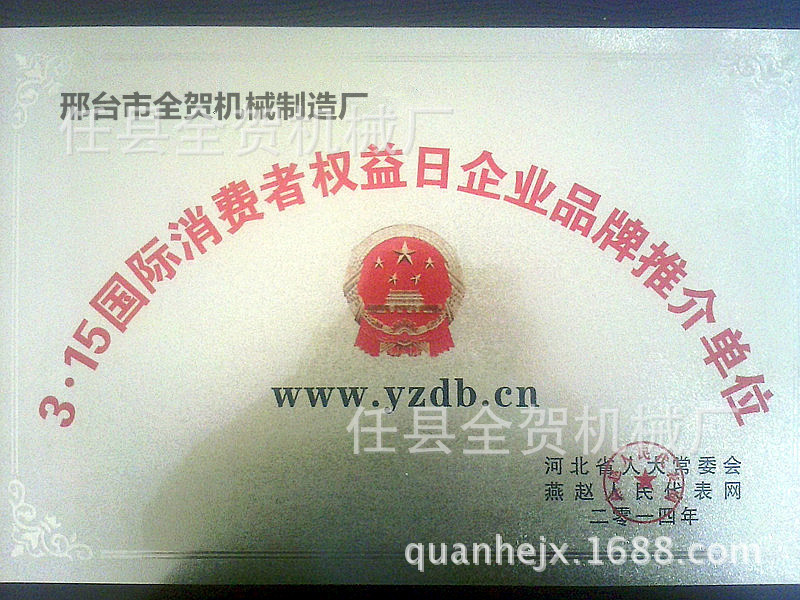 邢台市全贺机械制造厂
任县全贺机械厂
3·15国际消费者权益日企业品牌推介单位
www.yzdb.cn
任县全贺机械厂
河北省人大常委会
燕赵人民代表网
二零一四年
quanhejx.1688.com